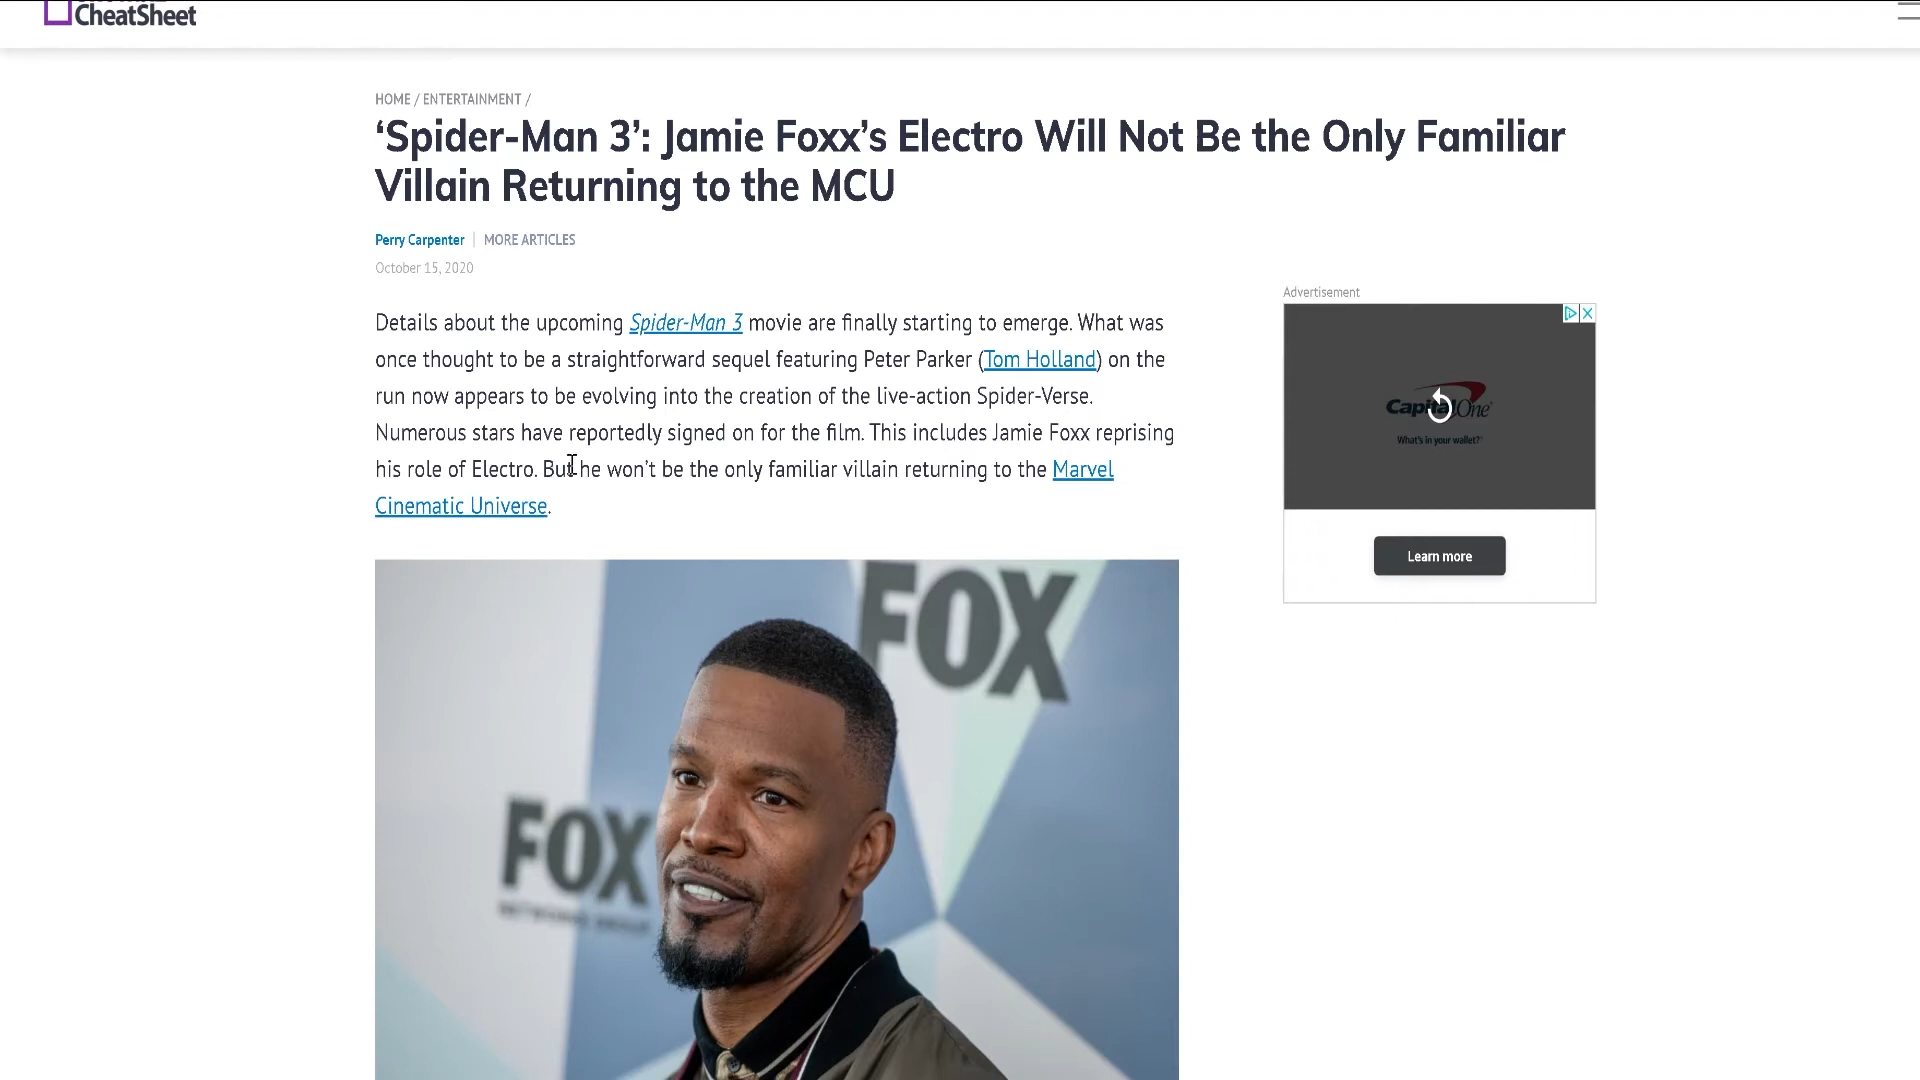 CheatSheet
HOME / ENTERTAINMENT /
‘Spider-Man 3’: Jamie Foxx’s Electro Will Not Be the Only Familiar
Villain Returning to the MCU
Perry Carpenter | MORE ARTICLES
October 15, 2020
Details about the upcoming Spider-Man 3 movie are finally starting to emerge. What was
once thought to be a straightforward sequel featuring Peter Parker (Tom Holland) on the
run now appears to be evolving into the creation of the live-action Spider-Verse.
Numerous stars have reportedly signed on for the film. This includes Jamie Foxx reprising
his role of Electro. But he won’t be the only familiar villain returning to the Marvel
Cinematic Universe.
Advertisement
Capital One
What's in your wallet?
Learn more
FOX
FOX
NETWORKS GROUP